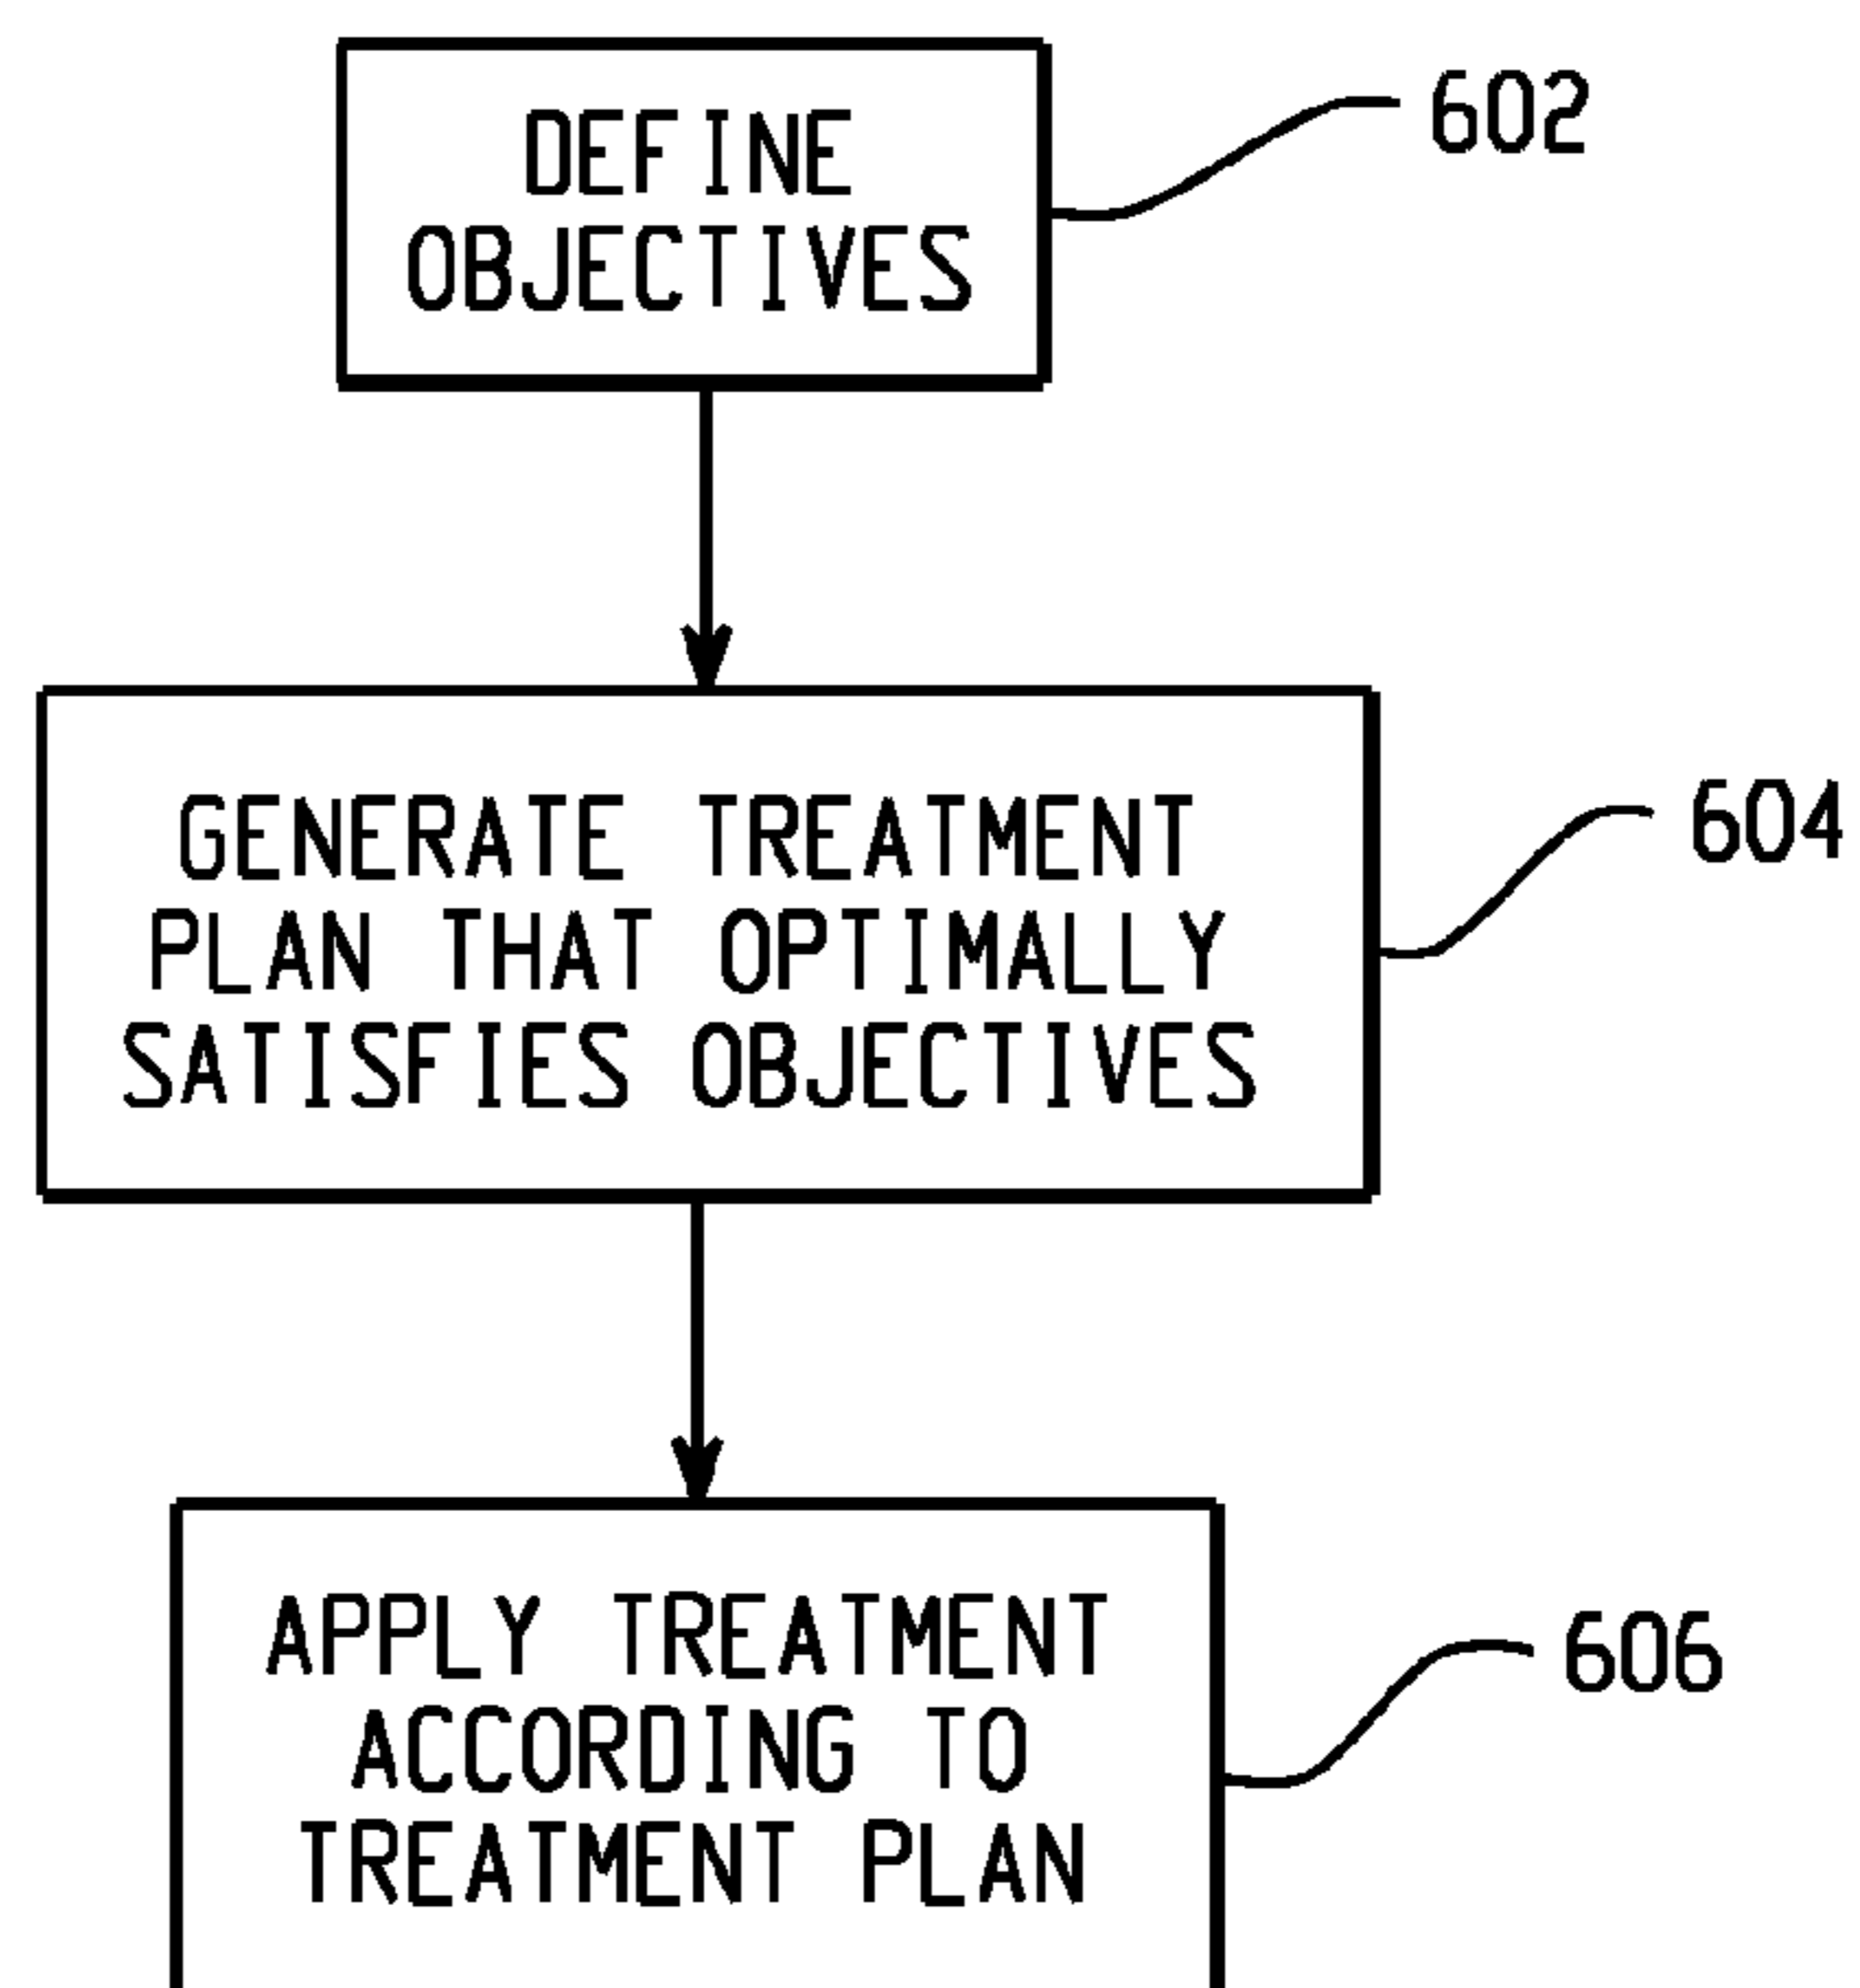 DEFINE
OBJECTIVES
602
GENERATE TREATMENT
PLAN THAT OPTIMALLY
SATISFIES OBJECTIVES
604
APPLY TREATMENT
ACCORDING TO
TREATMENT PLAN
606